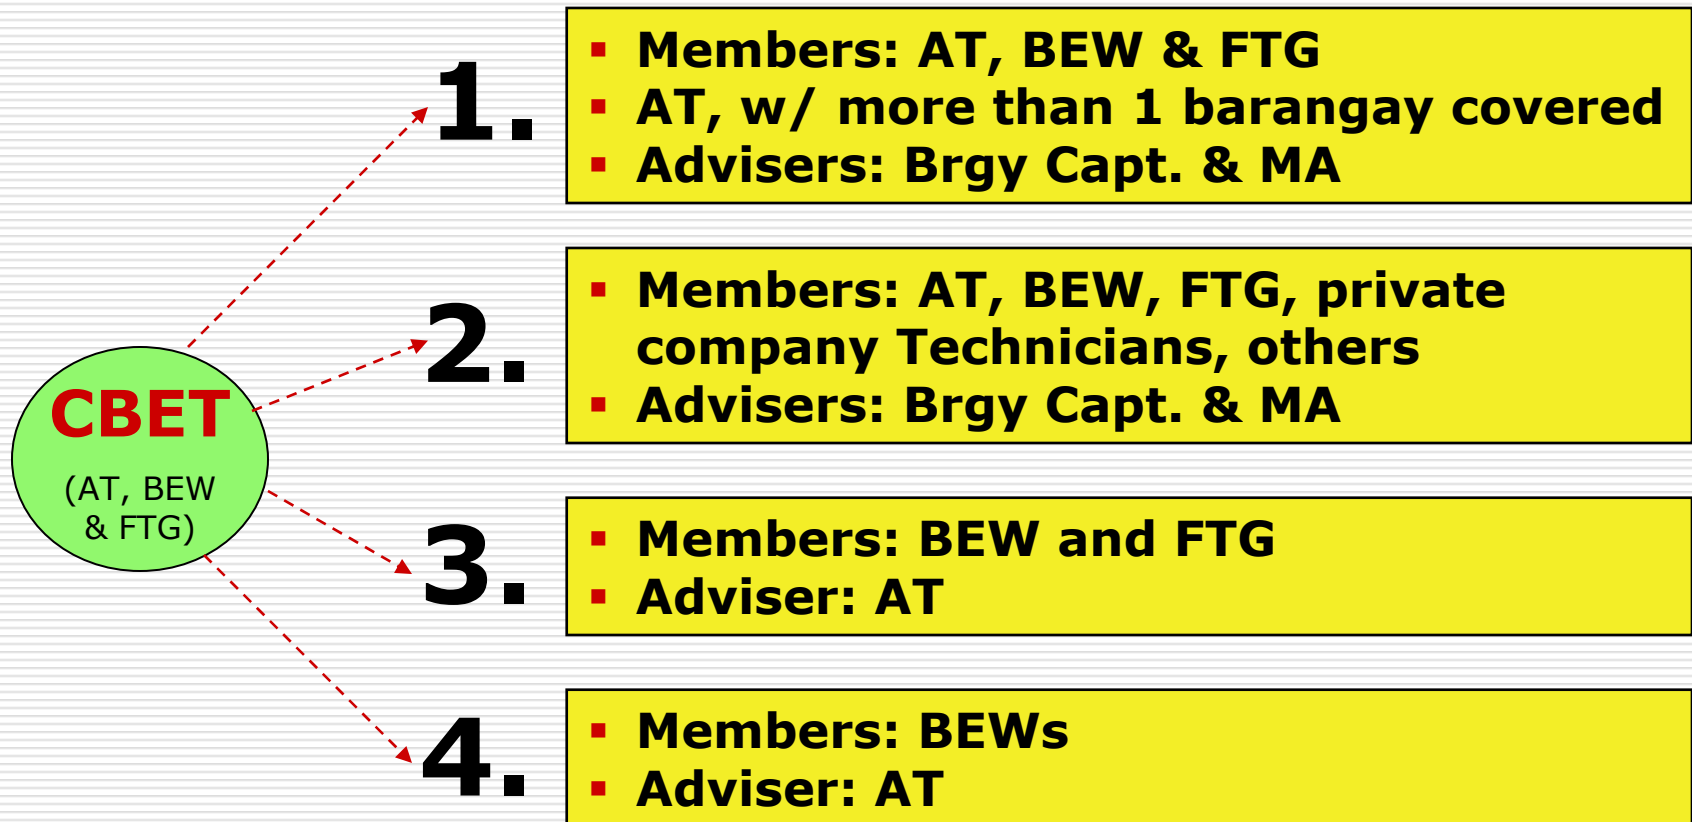 CBET
(AT, BEW
& FTG)
1.
▪ Members: AT, BEW & FTG
▪ AT, w/ more than 1 barangay covered
▪ Advisers: Brgy Capt. & MA
2.
▪ Members: AT, BEW, FTG, private
company Technicians, others
▪ Advisers: Brgy Capt. & MA
3.
▪ Members: BEW and FTG
▪ Adviser: AT
4.
▪ Members: BEWs
▪ Adviser: AT